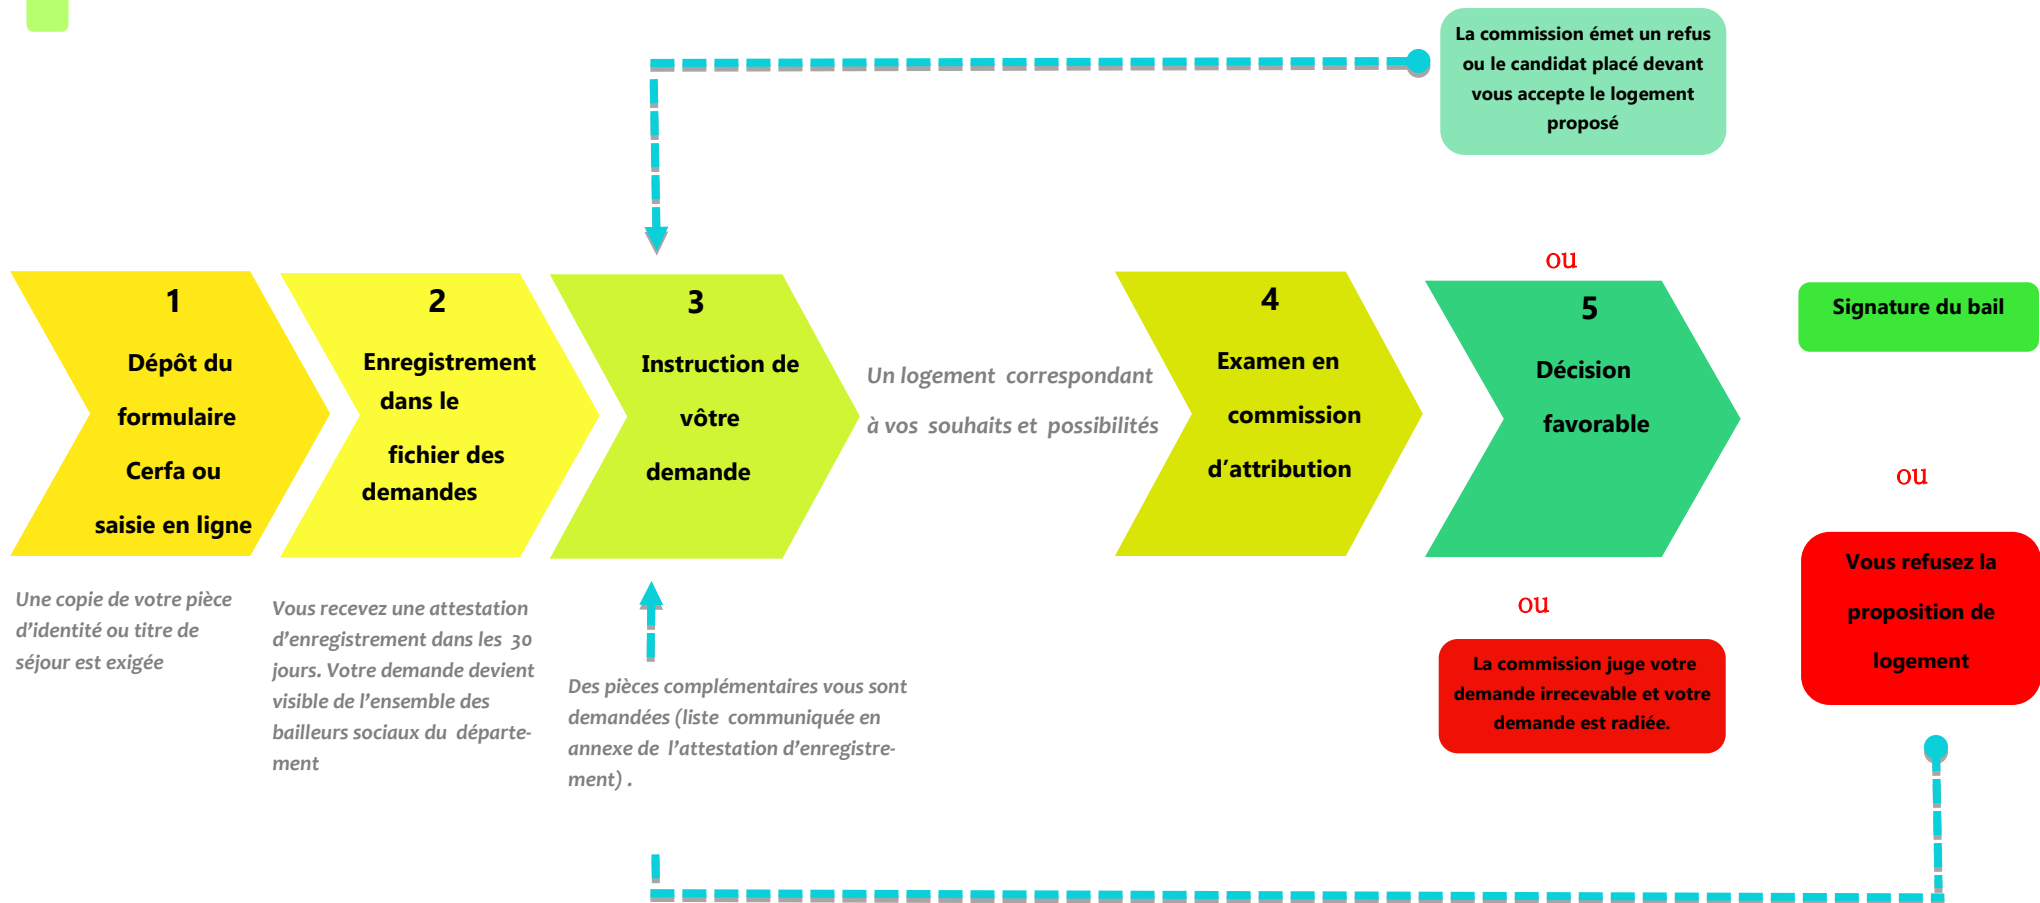 La commission émet un refus
ou le candidat placé devant
vous accepte le logement
proposé
1
Dépôt du
formulaire
Cerfa ou
saisie en ligne
Une copie de votre pièce
d’identité ou titre de
séjour est exigée
2
Enregistrement
dans le
fichier des
demandes
Vous recevez une attestation
d’enregistrement dans les 30
jours. Votre demande devient
visible de l’ensemble des
bailleurs sociaux du départe-
ment
3
Instruction de
vôtre
demande
Des pièces complémentaires vous sont
demandées (liste communiquée en
annexe de l’attestation d’enregistre-
ment) .
Un logement correspondant
à vos souhaits et possibilités
4
Examen en
commission
d’attribution
ou
5
Décision
favorable
ou
La commission juge votre
demande irrecevable et votre
demande est radiée.
Signature du bail
ou
Vous refusez la
proposition de
logement